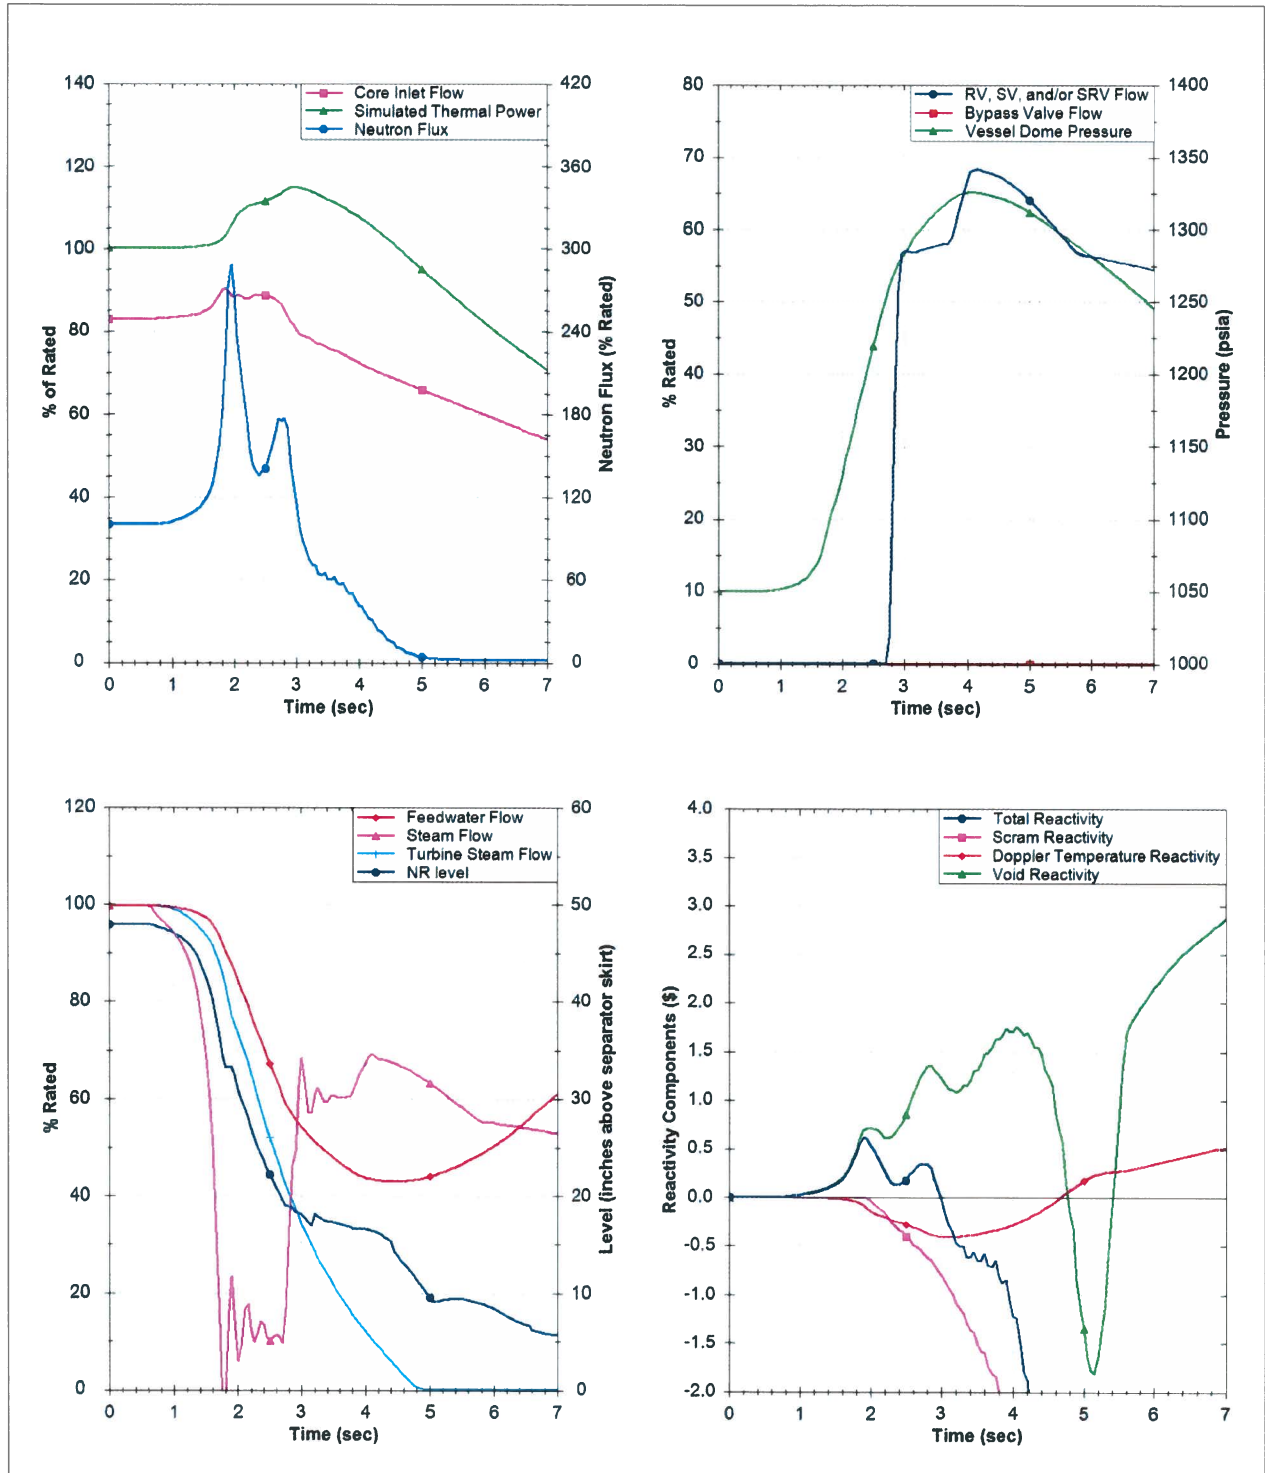 140
120
100
80
60
40
20
0
% of Rated
Core Inlet Flow
Simulated Thermal Power
Neutron Flux
420
360
300
240
180
120
60
0
Neutron Flux (% Rated)
0 1 2 3 4 5 6 7
Time (sec)
80
70
60
50
40
30
20
10
0
% Rated
RV, SV, and/or SRV Flow
Bypass Valve Flow
Vessel Dome Pressure
1400
1350
1300
1250
1200
1150
1100
1050
1000
Pressure (psia)
0 1 2 3 4 5 6 7
Time (sec)
120
100
80
60
40
20
0
% Rated
Feedwater Flow
Steam Flow
Turbine Steam Flow
NR level
60
50
40
30
20
10
0
Level (inches above separator skirt)
0 1 2 3 4 5 6 7
Time (sec)
4.0
3.5
3.0
2.5
2.0
1.5
1.0
0.5
0.0
-0.5
-1.0
-1.5
-2.0
Reactivity Components ($)
Total Reactivity
Scram Reactivity
Doppler Temperature Reactivity
Void Reactivity
0 1 2 3 4 5 6 7
Time (sec)